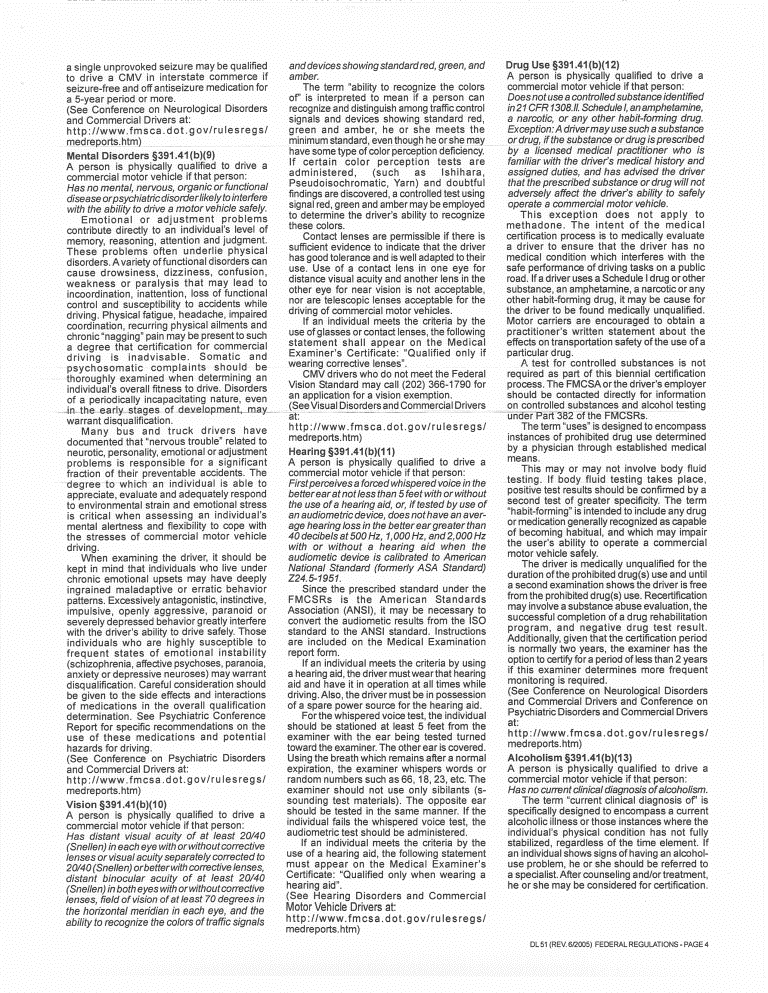 a single unprovoked seizure may be qualified
to drive a CMV in interstate commerce if
seizure-free and off antiseizure medication for
a 5-year period or more.
(See Conference on Neurological Disorders
and Commercial Drivers at:
http://www.fmsca.dot.gov/rulesregs/
medreports.htm)
Mental Disorders §391.41(b)(9)
A person is physically qualified to drive a
commercial motor vehicle if that person:
Has no mental, nervous, organic or functional
disease or psychiatric disorder likely to interfere
with the ability to drive a motor vehicle safely.
Emotional or adjustment problems
contribute directly to an individual's level of
memory, reasoning, attention and judgment.
These problems often underlie physical
disorders. A variety of functional disorders can
cause drowsiness, dizziness, confusion,
weakness or paralysis that may lead to
incoordination, inattention, loss of functional
control and susceptibility to accidents while
driving. Physical fatigue, headache, impaired
coordination, recurring physical ailments and
chronic "nagging" pain may be present to such
a degree that certification for commercial
driving is inadvisable. Somatic and
psychosomatic complaints should be
thoroughly examined when determining an
individual's overall fitness to drive. Disorders
of a periodically incapacitating nature, even
in the early stages of development, may
warrant disqualification.
Many bus and truck drivers have
documented that "nervous trouble" related to
neurotic, personality, emotional or adjustment
problems is responsible for a significant
fraction of their preventable accidents. The
degree to which an individual is able to
appreciate, evaluate and adequately respond
to environmental strain and emotional stress
is critical when assessing an individual's
mental alertness and flexibility to cope with
the stresses of commercial motor vehicle
driving.
When examining the driver, it should be
kept in mind that individuals who live under
chronic emotional upsets may have deeply
ingrained maladaptive or erratic behavior
patterns. Excessively antagonistic, instinctive,
impulsive, openly aggressive, paranoid or
severely depressed behavior greatly interfere
with the driver's ability to drive safely. Those
individuals who are highly susceptible to
frequent states of emotional instability
(schizophrenia, affective psychoses, paranoia,
anxiety or depressive neuroses) may warrant
disqualification. Careful consideration should
be given to the side effects and interactions
of medications in the overall qualification
determination. See Psychiatric Conference
Report for specific recommendations on the
use of these medications and potential
hazards for driving.
(See Conference on Psychiatric Disorders
and Commercial Drivers at:
http://www.fmcsa.dot.gov/rulesregs/
medreports.htm)
Vision §391.41(b)(10)
A person is physically qualified to drive a
commercial motor vehicle if that person:
Has distant visual acuity of at least 20/40
(Snellen) in each eye with or without corrective
lenses or visual acuity separately corrected to
20/40 (Snellen) or better with corrective lenses,
distant binocular acuity of at least 20/40
(Snellen) in both eyes with or without corrective
lenses, field of vision of at least 70 degrees in
the horizontal meridian in each eye, and the
ability to recognize the colors of traffic signals
and devices showing standard red, green, and
amber.
The term "ability to recognize the colors
of" is interpreted to mean if a person can
recognize and distinguish among traffic control
signals and devices showing standard red,
green and amber, he or she meets the
minimum standard, even though he or she may
have some type of color perception deficiency.
If certain color perception tests are
administered, (such as Ishihara,
Pseudoisochromatic, Yarn) and doubtful
findings are discovered, a controlled test using
signal red, green and amber may be employed
to determine the driver's ability to recognize
these colors.
Contact lenses are permissible if there is
sufficient evidence to indicate that the driver
has good tolerance and is well adapted to their
use. Use of a contact lens in one eye for
distance visual acuity and another lens in the
other eye for near vision is not acceptable,
nor are telescopic lenses acceptable for the
driving of commercial motor vehicles.
If an individual meets the criteria by the
use of glasses or contact lenses, the following
statement shall appear on the Medical
Examiner's Certificate: "Qualified only if
wearing corrective lenses".
CMV drivers who do not meet the Federal
Vision Standard may call (202) 366-1790 for
an application for a vision exemption.
(See Visual Disorders and Commercial Drivers
at:
http://www.fmcsa.dot.gov/rulesregs/
medreports.htm)
Hearing §391.41(b)(11)
A person is physically qualified to drive a
commercial motor vehicle if that person:
First perceives a forced whispered voice in the
better ear at not less than 5 feet with or without
the use of a hearing aid, or, if tested by use of
an audiometric device, does not have an aver-
age hearing loss in the better ear greater than
40 decibels at 500 Hz, 1,000 Hz, and 2,000 Hz
with or without a hearing aid when the
audiometic device is calibrated to American
National Standard (formerly ASA Standard)
Z24.5-1951.
Since the prescribed standard under the
FMCSRs is the American Standards
Association (ANSI), it may be necessary to
convert the audiometic results from the ISO
standard to the ANSI standard. Instructions
are included on the Medical Examination
report form.
If an individual meets the criteria by using
a hearing aid, the driver must wear that hearing
aid and have it in operation at all times while
driving. Also, the driver must be in possession
of a spare power source for the hearing aid.
For the whispered voice test, the individual
should be stationed at least 5 feet from the
examiner with the ear being tested turned
toward the examiner. The other ear is covered.
Using the breath which remains after a normal
expiration, the examiner whispers words or
random numbers such as 66, 18, 23, etc. The
examiner should not use only sibilants (s-
sounding test materials). The opposite ear
should be tested in the same manner. If the
individual fails the whispered voice test, the
audiometric test should be administered.
If an individual meets the criteria by the
use of a hearing aid, the following statement
must appear on the Medical Examiner's
Certificate: "Qualified only when wearing a
hearing aid".
(See Hearing Disorders and Commercial
Motor Vehicle Drivers at:
http://www.fmcsa.dot.gov/rulesregs/
medreports.htm)
Drug Use §391.41(b)(12)
A person is physically qualified to drive a
commercial motor vehicle if that person:
Does not use a controlled substance identified
in 21 CFR 1308.II. Schedule I, an amphetamine,
a narcotic, or any other habit-forming drug.
Exception: A driver may use such a substance
or drug, if the substance or drug is prescribed
by a licensed medical practitioner who is
familiar with the driver's medical history and
assigned duties, and has advised the driver
that the prescribed substance or drug will not
adversely affect the driver's ability to safely
operate a commercial motor vehicle.
This exception does not apply to
methadone. The intent of the medical
certification process is to medically evaluate
a driver to ensure that the driver has no
medical condition which interferes with the
safe performance of driving tasks on a public
road. If a driver uses a Schedule I drug or other
substance, an amphetamine, a narcotic or any
other habit-forming drug, it may be cause for
the driver to be found medically unqualified.
Motor carriers are encouraged to obtain a
practitioner's written statement about the
effects on transportation safety of the use of a
particular drug.
A test for controlled substances is not
required as part of this biennial certification
process. The FMCSA or the driver's employer
should be contacted directly for information
on controlled substances and alcohol testing
under Part 382 of the FMCSRs.
The term "uses" is designed to encompass
instances of prohibited drug use determined
by a physician through established medical
means.
This may or may not involve body fluid
testing. If body fluid testing takes place,
positive test results should be confirmed by a
second test of greater specificity. The term
"habit-forming" is intended to include any drug
or medication generally recognized as capable
of becoming habitual, and which may impair
the user's ability to operate a commercial
motor vehicle safely.
The driver is medically unqualified for the
duration of the prohibited drug(s) use and until
a second examination shows the driver is free
from the prohibited drug(s) use. Recertification
may involve a substance abuse evaluation, the
successful completion of a drug rehabilitation
program, and negative drug test result.
Additionally, given that the certification period
is normally two years, the examiner has the
option to certify for a period of less than 2 years
if this examiner determines more frequent
monitoring is required.
(See Conference on Neurological Disorders
and Commercial Drivers and Conference on
Psychiatric Disorders and Commercial Drivers
at:
http://www.fmcsa.dot.gov/rulesregs/
medreports.htm)
Alcoholism §391.41(b)(13)
A person is physically qualified to drive a
commercial motor vehicle if that person:
Has no current clinical diagnosis of alcoholism.
The term "current clinical diagnosis of" is
specifically designed to encompass a current
alcoholic illness or those instances where the
individual's physical condition has not fully
stabilized, regardless of the time element. If
an individual shows signs of having an alcohol-
use problem, he or she should be referred to
a specialist. After counseling and/or treatment,
he or she may be considered for certification.
DL 51 (REV. 6/2005) FEDERAL REGULATIONS - PAGE 4